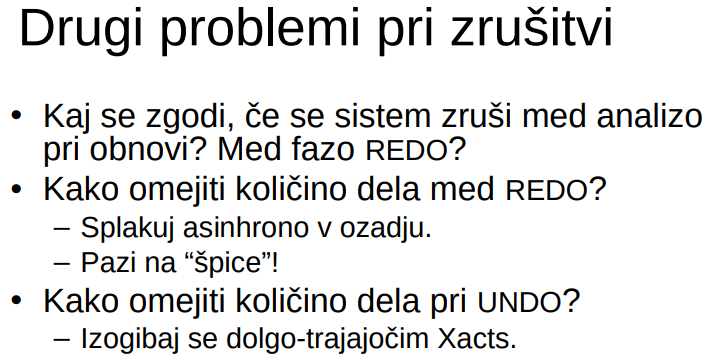 Drugi problemi pri zrušitvi
• Kaj se zgodi, če se sistem zruši med analizo
pri obnovi? Med fazo REDO?
• Kako omejiti količino dela med REDO?
– Splakuj asinhrono v ozadju.
– Pazi na “špice”!
• Kako omejiti količino dela pri UNDO?
– Izogibaj se dolgo-trajajočim Xacts.